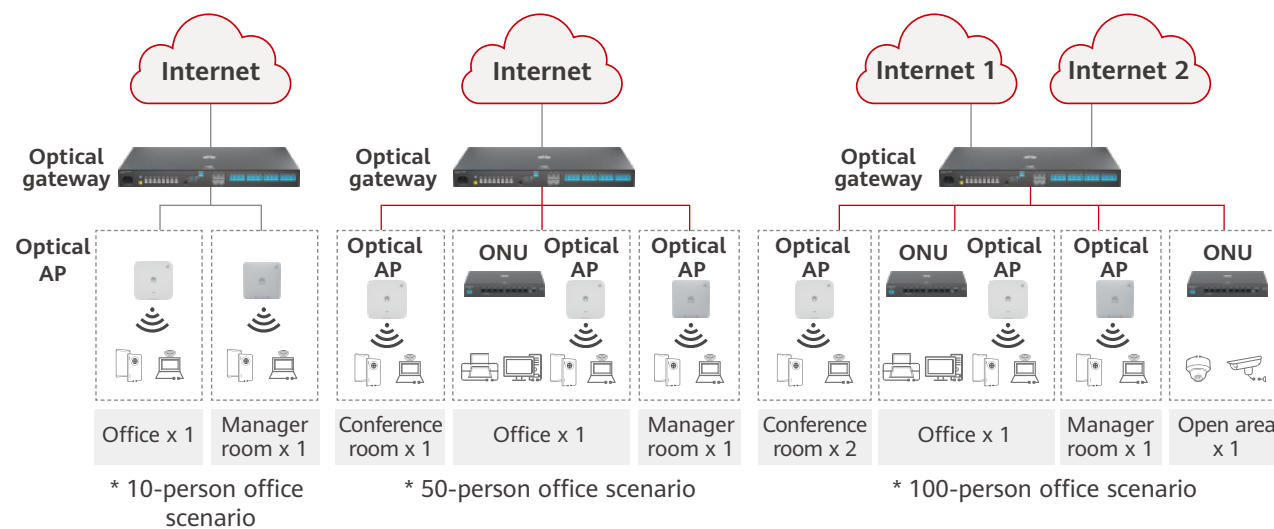 Internet
Internet
Internet 1
Internet 2
Optical
gateway
Optical
gateway
Optical
gateway
Optical
AP
Optical
AP
ONU
Optical
AP
Optical
AP
Optical
AP
ONU
Optical
AP
Optical
AP
ONU
Office x 1
Manager
room x 1
Conference
room x 1
Office x 1
Manager
room x 1
Conference
room x 2
Office x 1
Manager
room x 1
Open area
x 1
* 10-person office
scenario
* 50-person office scenario
* 100-person office scenario